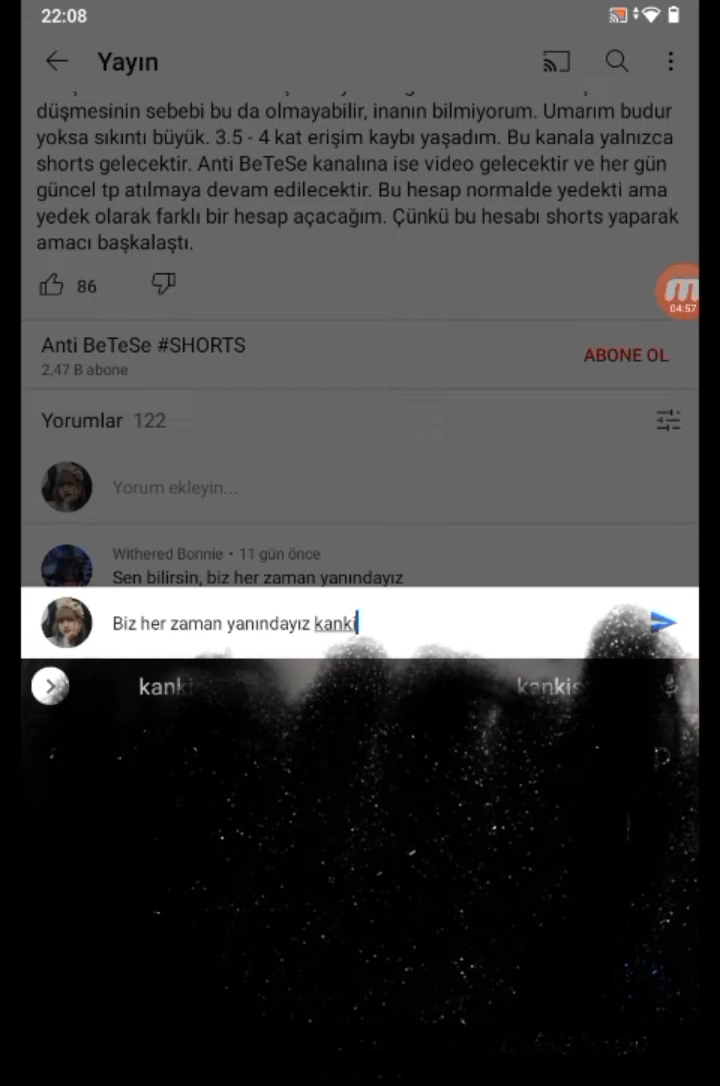 22:08
Yayın
düşmesinin sebebi bu da olmayabilir, inanın bilmiyorum. Umarım budur
yoksa sıkıntı büyük. 3.5 - 4 kat erişim kaybı yaşadım. Bu kanala yalnızca
shorts gelecektir. Anti BeTeSe kanalına ise video gelecektir ve her gün
güncel tp atılmaya devam edilecektir. Bu hesap normalde yedekti ama
yedek olarak farklı bir hesap açacağım. Çünkü bu hesabı shorts yaparak
amacı başkalaştı.
86
04:57
Anti BeTeSe #SHORTS
ABONE OL
2,47 B abone
Yorumlar 122
Yorum ekleyin...
Withered Bonnie • 11 gün önce
Sen bilirsin, biz her zaman yanındayız
Biz her zaman yanındayız kanki
kanki kankis